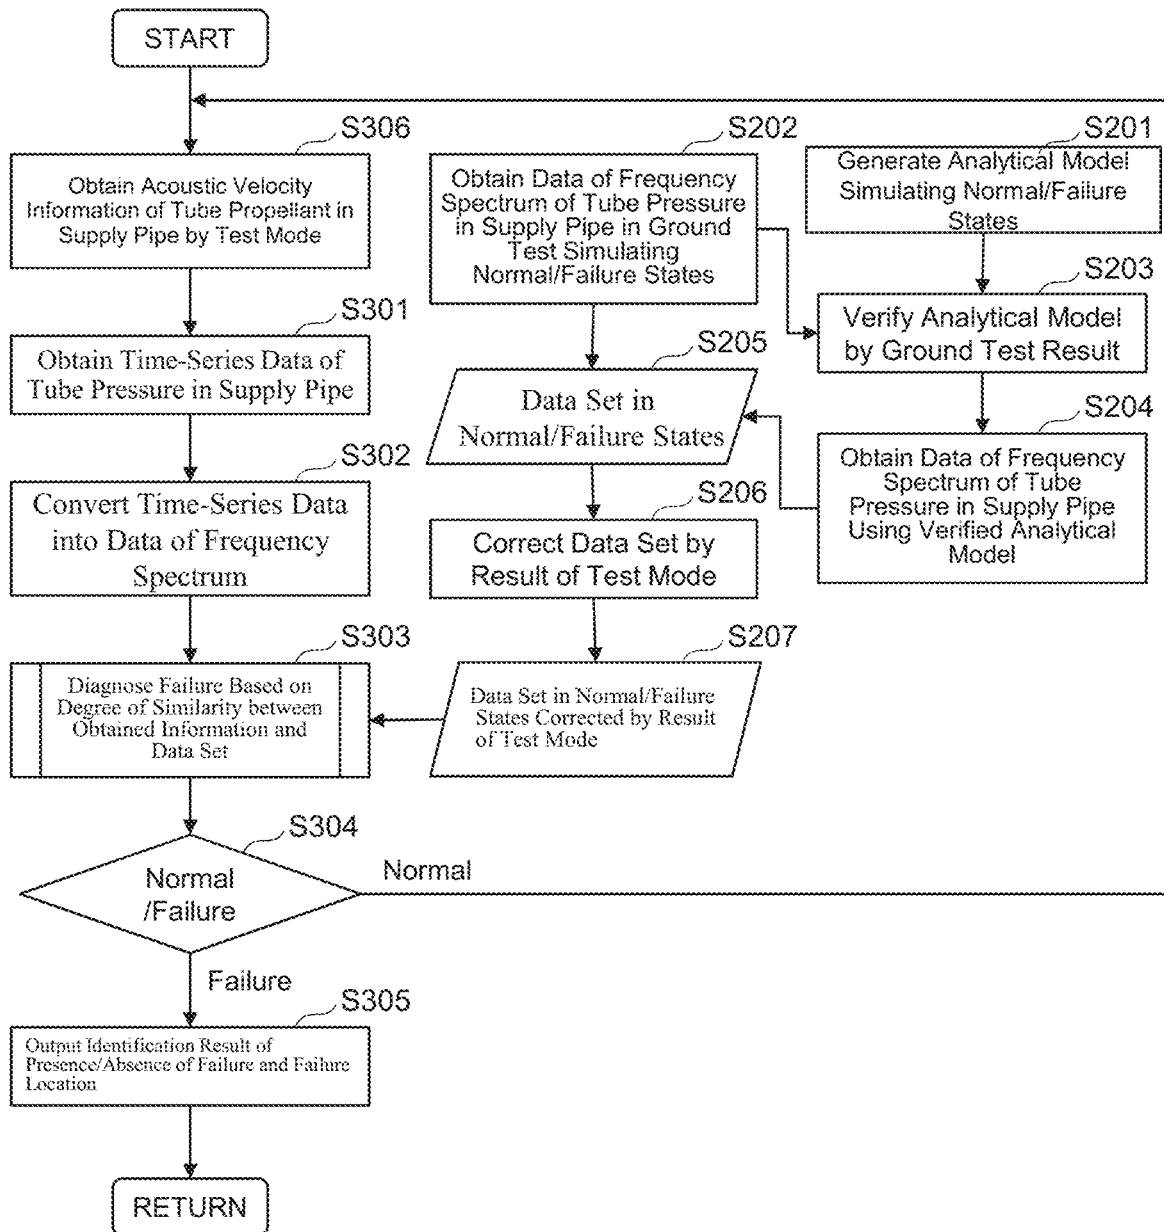 START
S306
Obtain Acoustic Velocity
Information of Tube Propellant in
Supply Pipe by Test Mode
S301
Obtain Time-Series Data of
Tube Pressure in Supply Pipe
S302
Convert Time-Series Data
into Data of Frequency
Spectrum
S303
Diagnose Failure Based on
Degree of Similarity between
Obtained Information and
Data Set
S304
Normal
/Failure
Normal
Failure
S305
Output Identification Result of
Presence/Absence of Failure and Failure
Location
RETURN
S202
Obtain Data of Frequency
Spectrum of Tube Pressure
in Supply Pipe in Ground
Test Simulating
Normal/Failure States
S205
Data Set in
Normal/Failure States
S206
Correct Data Set by
Result of Test Mode
S207
Data Set in Normal/Failure
States Corrected by Result
of Test Mode
S201
Generate Analytical Model
Simulating Normal/Failure
States
S203
Verify Analytical Model
by Ground Test Result
S204
Obtain Data of Frequency
Spectrum of Tube
Pressure in Supply Pipe
Using Verified Analytical
Model